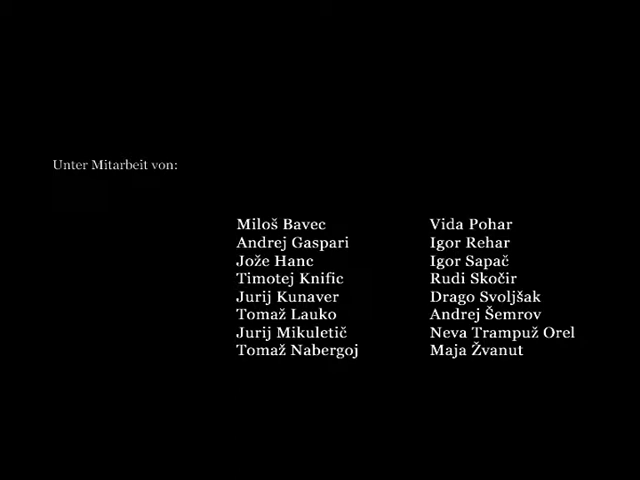 Unter Mitarbeit von:
Miloš Bavec
Andrej Gaspari
Jože Hanc
Timotej Knific
Jurij Kunaver
Tomaž Lauko
Jurij Mikuletič
Tomaž Nabergoj
Vida Pohar
Igor Rehar
Igor Sapač
Rudi Skočir
Drago Svoljšak
Andrej Šemrov
Neva Trampuž Orel
Maja Žvanut